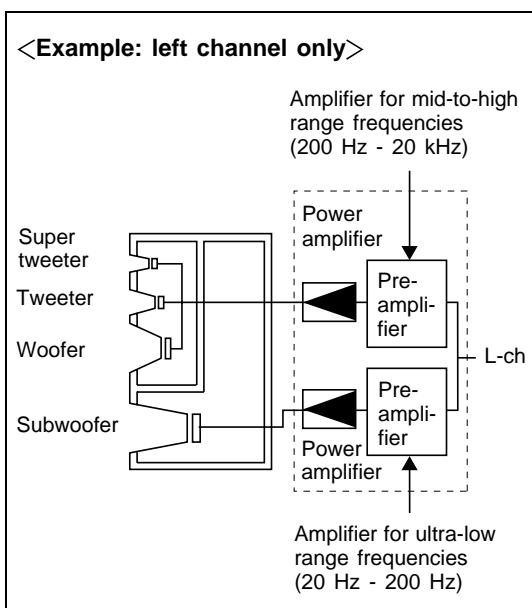 <Example: left channel only>
Amplifier for mid-to-high
range frequencies
(200 Hz - 20 kHz)
Power
amplifier
Super
tweeter
Tweeter
Woofer
Subwoofer
Pre-
ampli-
fier
L-ch
Pre-
ampli-
fier
Power
amplifier
Amplifier for ultra-low
range frequencies
(20 Hz - 200 Hz)